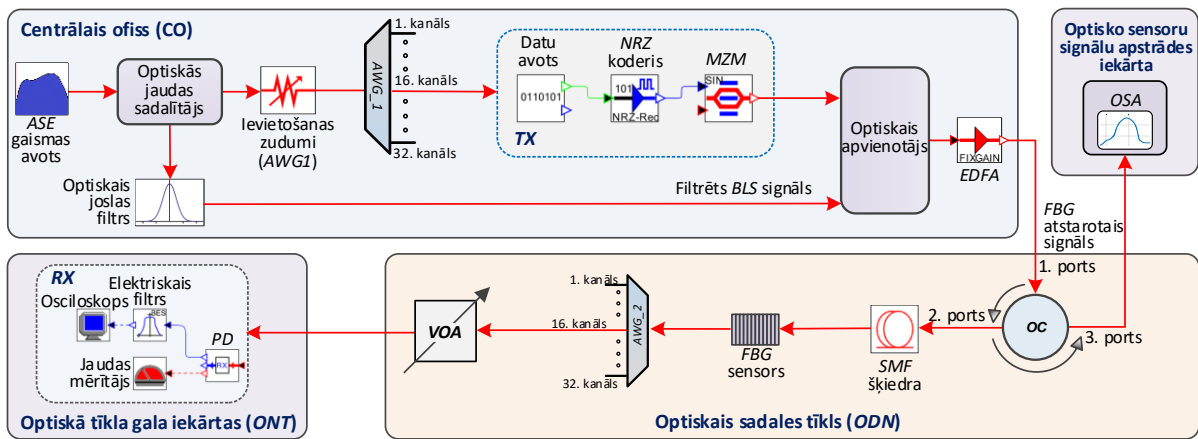 Centrālais ofiss (CO)
ASE
gaismas
avots
Optiskās
jaudas
sadalītājs
Ievietošanas
zudumi
(AWG1)
AWG_1
1. kanāls
16. kanāls
32. kanāls
Datu
avots
0110101
NRZ
koderis
101
NRZ-Rec
MZM
SIN
TX
Optiskais
joslas
filtrs
Filtrēts BLS signāls
Optiskais
apvienotājs
FIXGAIN
EDFA
Optisko sensoru
signālu apstrādes
iekārta
OSA
FBG
atstarotais
signāls
1. ports
2. ports
3. ports
OC
SMF
šķiedra
FBG
sensors
AWG_2
1. kanāls
16. kanāls
32. kanāls
VOA
Optiskais sadales tīkls (ODN)
RX
Elektriskais
filtrs
Osciloskops
BES
PD
RX
Jaudas
mērītājs
Optiskā tīkla gala iekārtas (ONT)